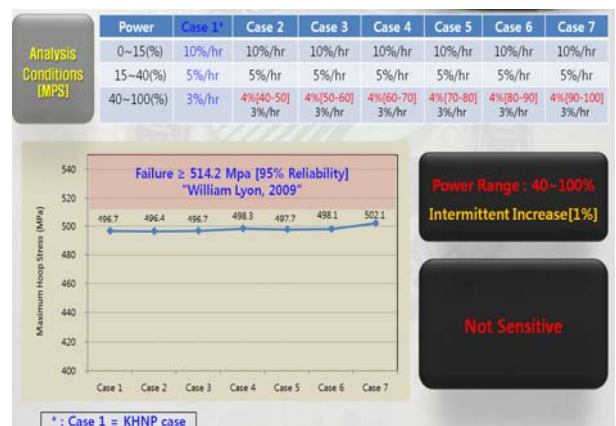 Analysis
Conditions
[MPS]
Power Case 1* Case 2 Case 3 Case 4 Case 5 Case 6 Case 7
0~15(%) 10%/hr 10%/hr 10%/hr 10%/hr 10%/hr 10%/hr 10%/hr
15~40(%) 5%/hr 5%/hr 5%/hr 5%/hr 5%/hr 5%/hr 5%/hr
40~100(%) 3%/hr 4%[40-50] 4%[50-60] 4%[60-70] 4%[70-80] 4%[80-90] 4%[90-100]
3%/hr 3%/hr 3%/hr 3%/hr 3%/hr 3%/hr
Failure ≥ 514.2 Mpa [95% Reliability]
"William Lyon, 2009"
Maximum Hoop Stress (MPa)
540
520
500
480
460
440
420
400
496.7 496.4 496.7 498.3 497.7 498.1 502.1
Case 1 Case 2 Case 3 Case 4 Case 5 Case 6 Case 7
Power Range : 40~100%
Intermittent Increase[1%]
Not Sensitive
* : Case 1 = KHNP case